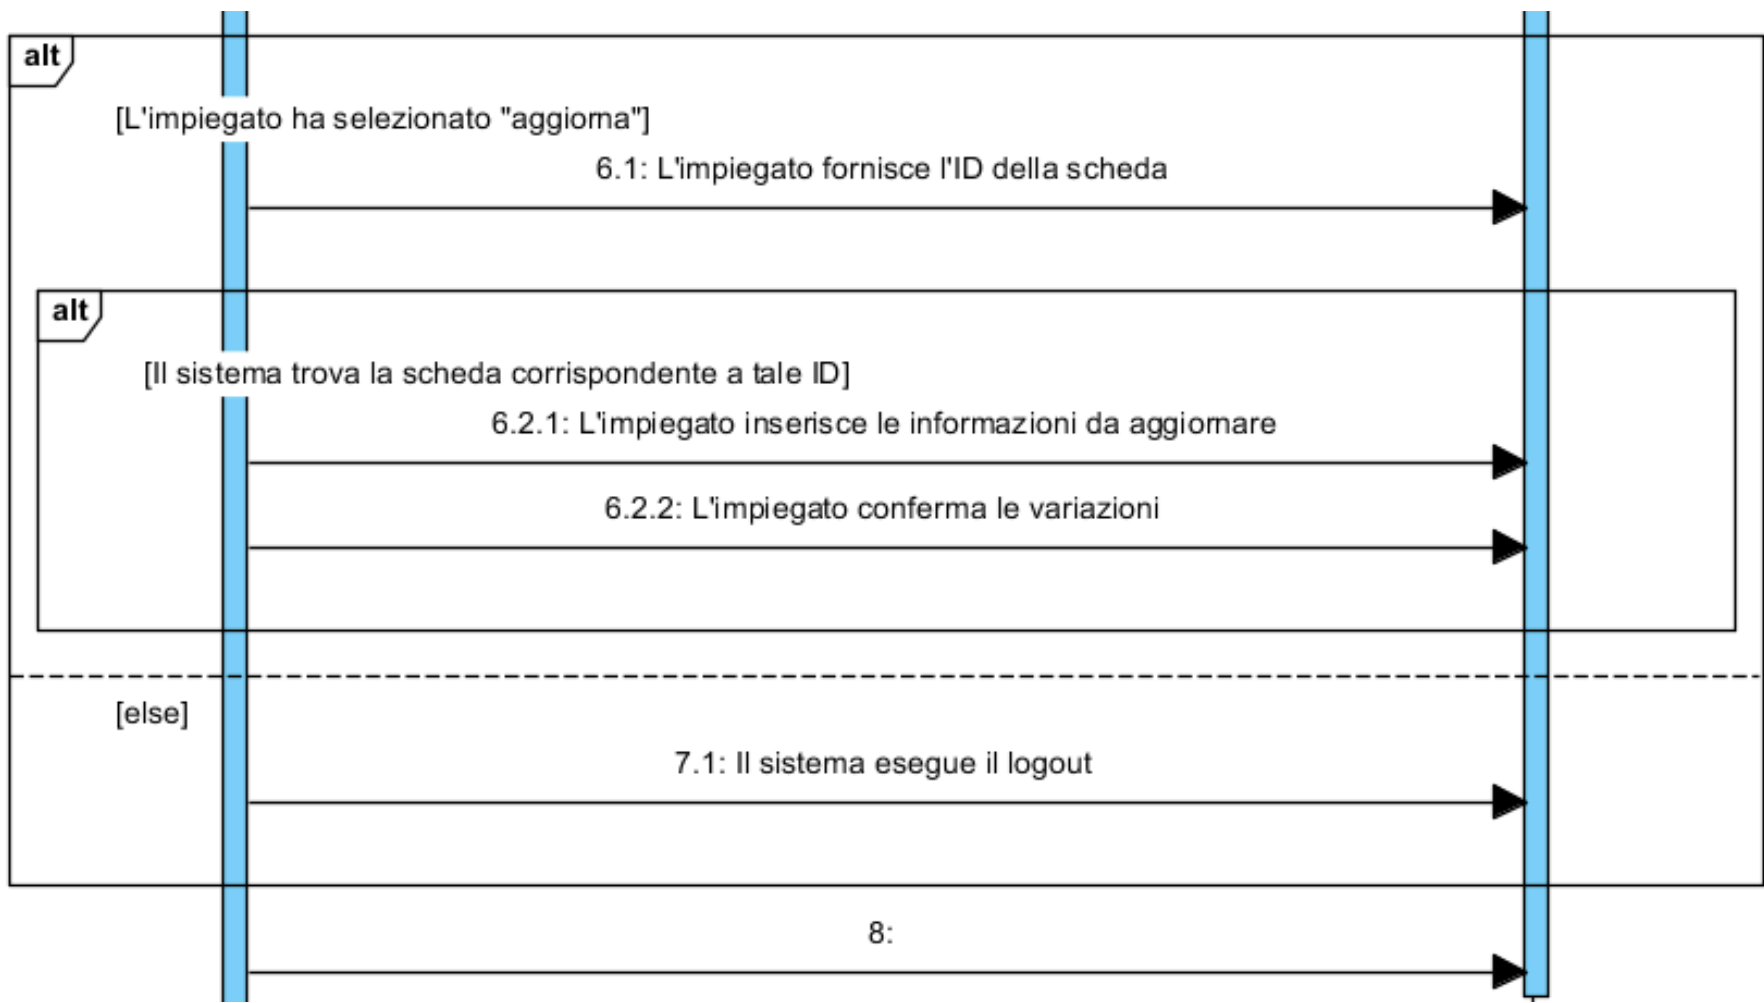 alt
[L'impiegato ha selezionato "aggiorna"]
6.1: L'impiegato fornisce l'ID della scheda
alt
[Il sistema trova la scheda corrispondente a tale ID]
6.2.1: L'impiegato inserisce le informazioni da aggiornare
6.2.2: L'impiegato conferma le variazioni
[else]
7.1: Il sistema esegue il logout
8: